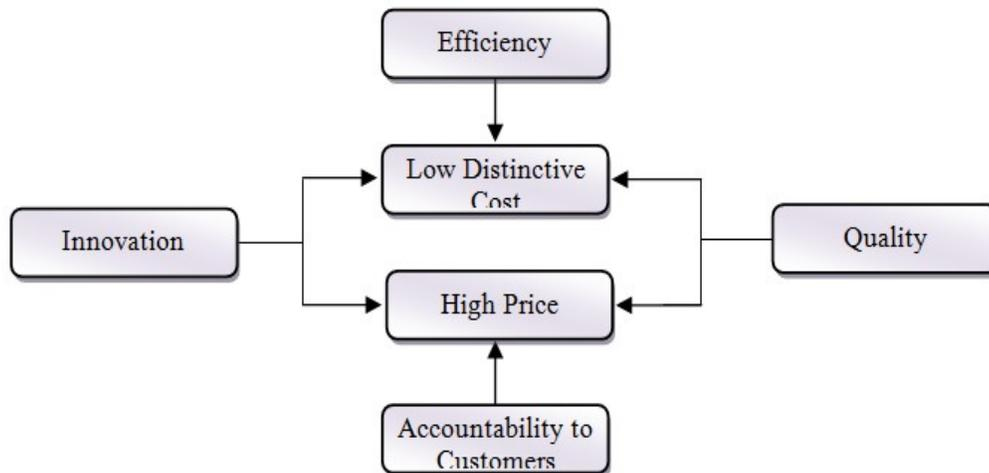 Efficiency
Low Distinctive
Cost
Innovation
Quality
High Price
Accountability to
Customers